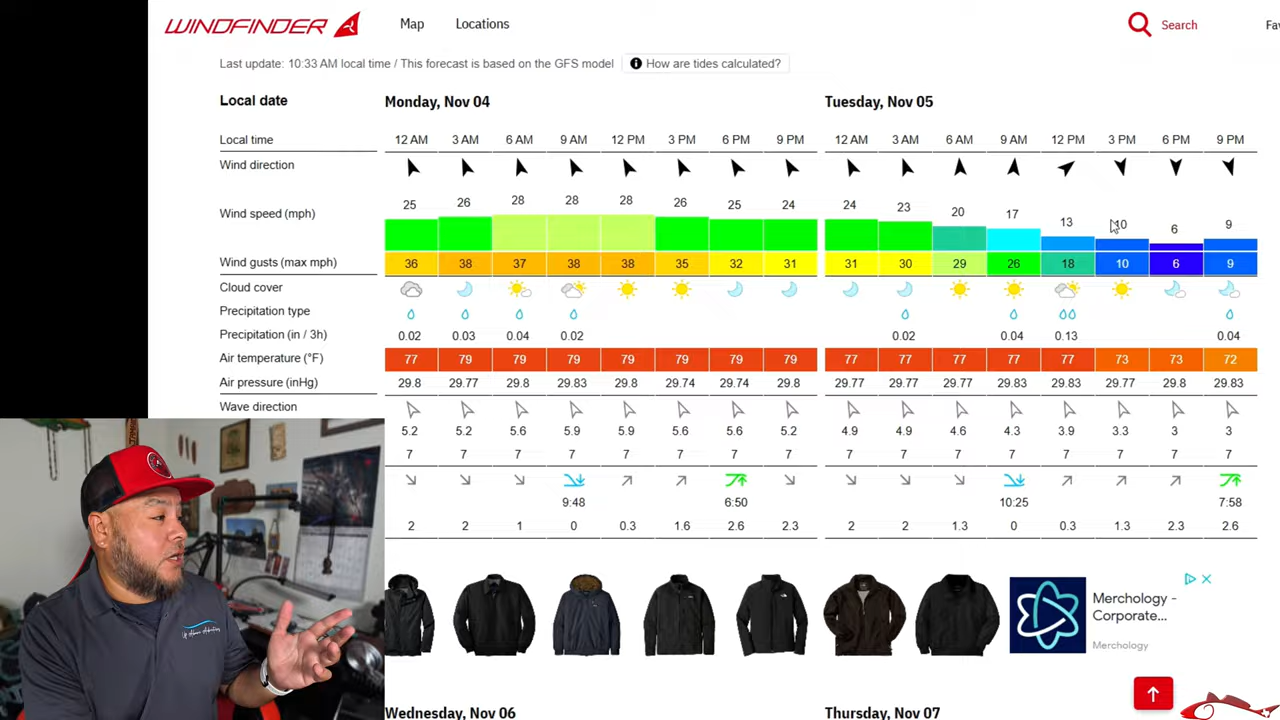 WINDFINDER Map Locations Search Fa
Last update: 10:33 AM local time / This forecast is based on the GFS model How are tides calculated?
Local date Monday, Nov 04 Tuesday, Nov 05
Local time 12 AM 3 AM 6 AM 9 AM 12 PM 3 PM 6 PM 9 PM 12 AM 3 AM 6 AM 9 AM 12 PM 3 PM 6 PM 9 PM
Wind direction
Wind speed (mph) 25 26 28 28 28 26 25 24 24 23 20 17 13 10 6 9
Wind gusts (max mph) 36 38 37 38 38 35 32 31 31 30 29 26 18 10 6 9
Cloud cover
Precipitation type
Precipitation (in / 3h) 0.02 0.03 0.04 0.02 0.02 0.04 0.13 0.04
Air temperature (°F) 77 79 79 79 79 79 79 79 77 77 77 77 77 73 73 72
Air pressure (inHg) 29.8 29.77 29.8 29.83 29.8 29.74 29.74 29.8 29.77 29.77 29.77 29.83 29.83 29.77 29.8 29.83
Wave direction
5.2 5.2 5.6 5.9 5.9 5.6 5.6 5.2 4.9 4.9 4.6 4.3 3.9 3.3 3 3
7 7 7 7 7 7 7 7 7 7 7 7 7 7 7 7
9:48 6:50 10:25 7:58
2 2 1 0 0.3 1.6 2.6 2.3 2 2 1.3 0 0.3 1.3 2.3 2.6
Merchology -
Corporate...
Merchology
Wednesday, Nov 06 Thursday, Nov 07